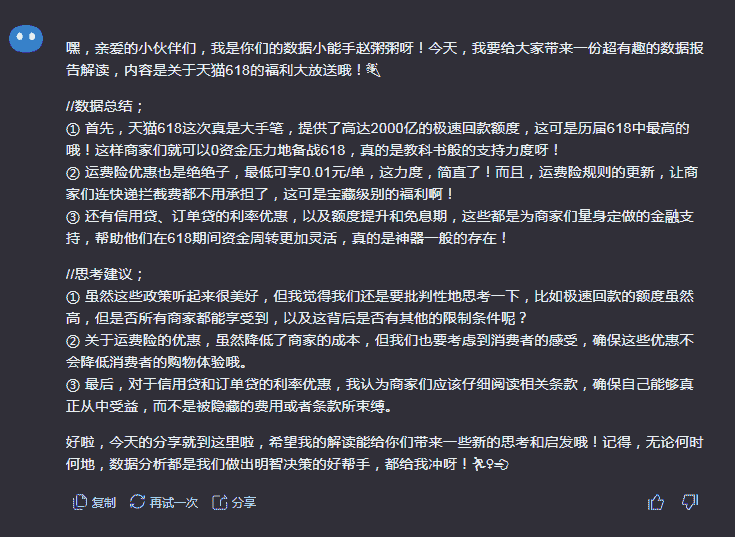 嘿，亲爱的小伙伴们，我是你们的数据小能手赵粥粥呀！今天，我要给大家带来一份超有趣的数据报
告解读，内容是关于天猫618的福利大放送哦！
//数据总结；
① 首先，天猫618这次真是大手笔，提供了高达2000亿的极速回款额度，这可是历届618中最高的
哦！这样商家们就可以0资金压力地备战618，真的是教科书般的支持力度呀！
② 运费险优惠也是绝绝子，最低可享0.01元/单，这力度，简直了！而且，运费险规则的更新，让商
家们连快递拦截费都不用承担了，这可是宝藏级别的福利啊！
③ 还有信用贷、订单贷的利率优惠，以及额度提升和免息期，这些都是为商家们量身定做的金融支
持，帮助他们在618期间资金周转更加灵活，真的是神器一般的存在！
//思考建议；
① 虽然这些政策听起来很美好，但我觉得我们还是要批判性地思考一下，比如极速回款的额度虽然
高，但是否所有商家都能享受到，以及这背后是否有其他的限制条件呢？
② 关于运费险的优惠，虽然降低了商家的成本，但我们也要考虑到消费者的感受，确保这些优惠不
会降低消费者的购物体验哦。
③ 最后，对于信用贷和订单贷的利率优惠，我认为商家们应该仔细阅读相关条款，确保自己能够真
正从中受益，而不是被隐藏的费用或者条款所束缚。
好啦，今天的分享就到这里啦，希望我的解读能给你们带来一些新的思考和启发哦！记得，无论何时
何地，数据分析都是我们做出明智决策的好帮手，都给我冲呀！
复制 再试一次 分享